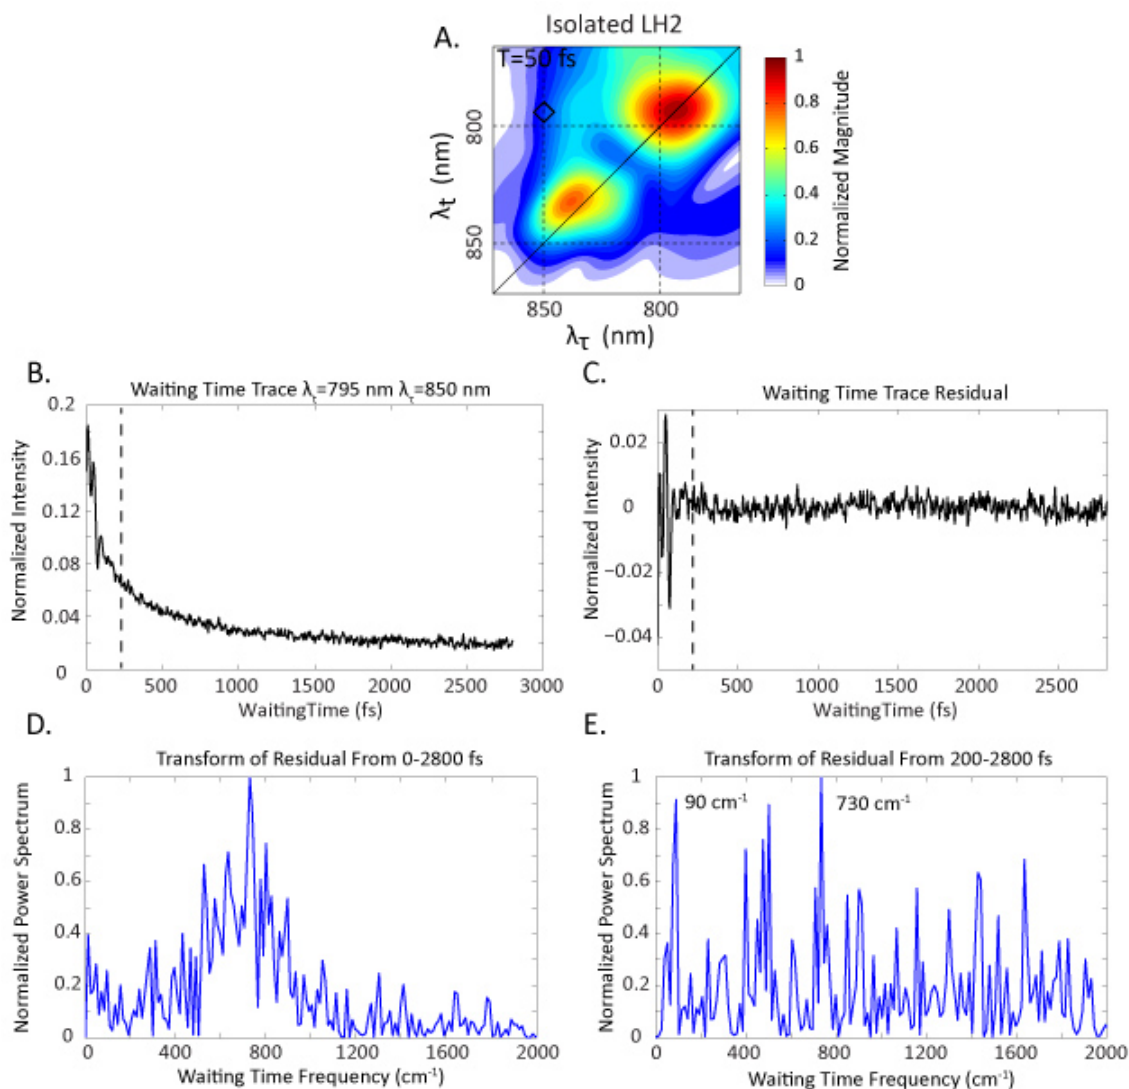 A.
Isolated LH2
T=50 fs
800
850
λt (nm)
850
800
λτ (nm)
1
0.8
0.6
0.4
0.2
0
Normalized Magnitude
B.
Waiting Time Trace λτ=795 nm λτ=850 nm
0.2
0.16
0.12
0.08
0.04
0
Normalized Intensity
0
500
1000
1500
2000
2500
3000
WaitingTime (fs)
C.
Waiting Time Trace Residual
0.02
0
−0.02
−0.04
Normalized Intensity
0
500
1000
1500
2000
2500
WaitingTime (fs)
D.
Transform of Residual From 0-2800 fs
1
0.8
0.6
0.4
0.2
0
Normalized Power Spectrum
0
400
800
1200
1600
2000
Waiting Time Frequency (cm⁻¹)
E.
Transform of Residual From 200-2800 fs
90 cm⁻¹
730 cm⁻¹
1
0.8
0.6
0.4
0.2
0
Normalized Power Spectrum
0
400
800
1200
1600
2000
Waiting Time Frequency (cm⁻¹)